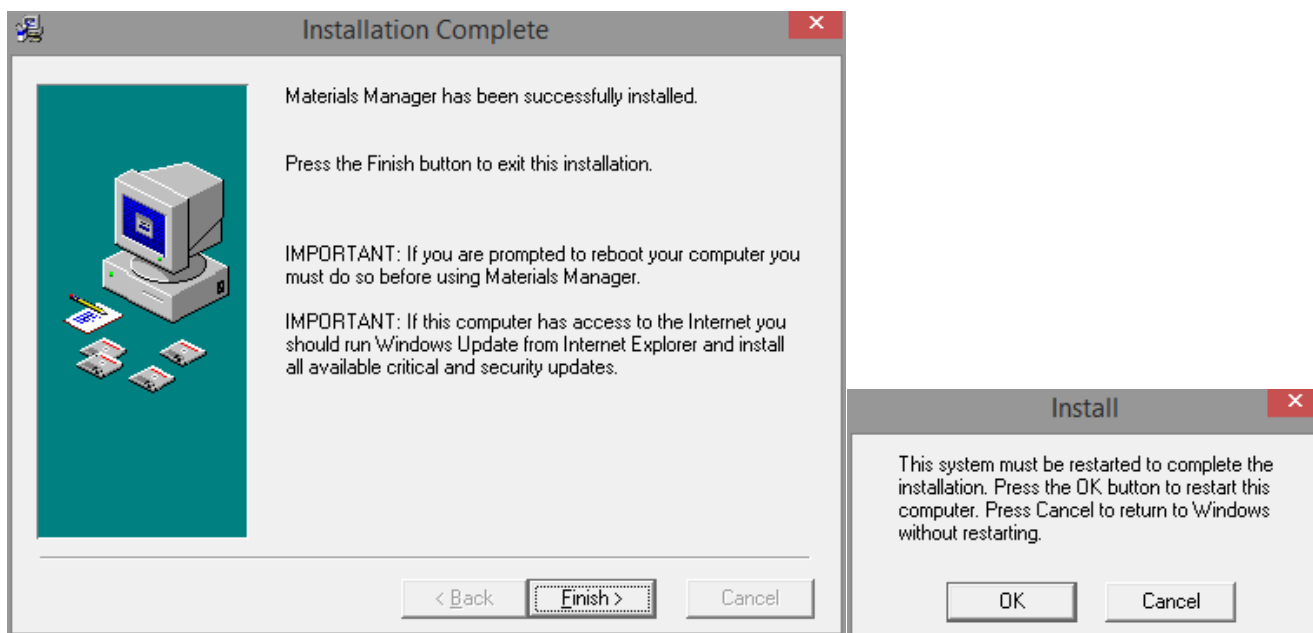 Installation Complete
Materials Manager has been successfully installed.
Press the Finish button to exit this installation.
IMPORTANT: If you are prompted to reboot your computer you
must do so before using Materials Manager.
IMPORTANT: If this computer has access to the Internet you
should run Windows Update from Internet Explorer and install
all available critical and security updates.
< Back Finish > Cancel
Install
This system must be restarted to complete the
installation. Press the OK button to restart this
computer. Press Cancel to return to Windows
without restarting.
OK Cancel